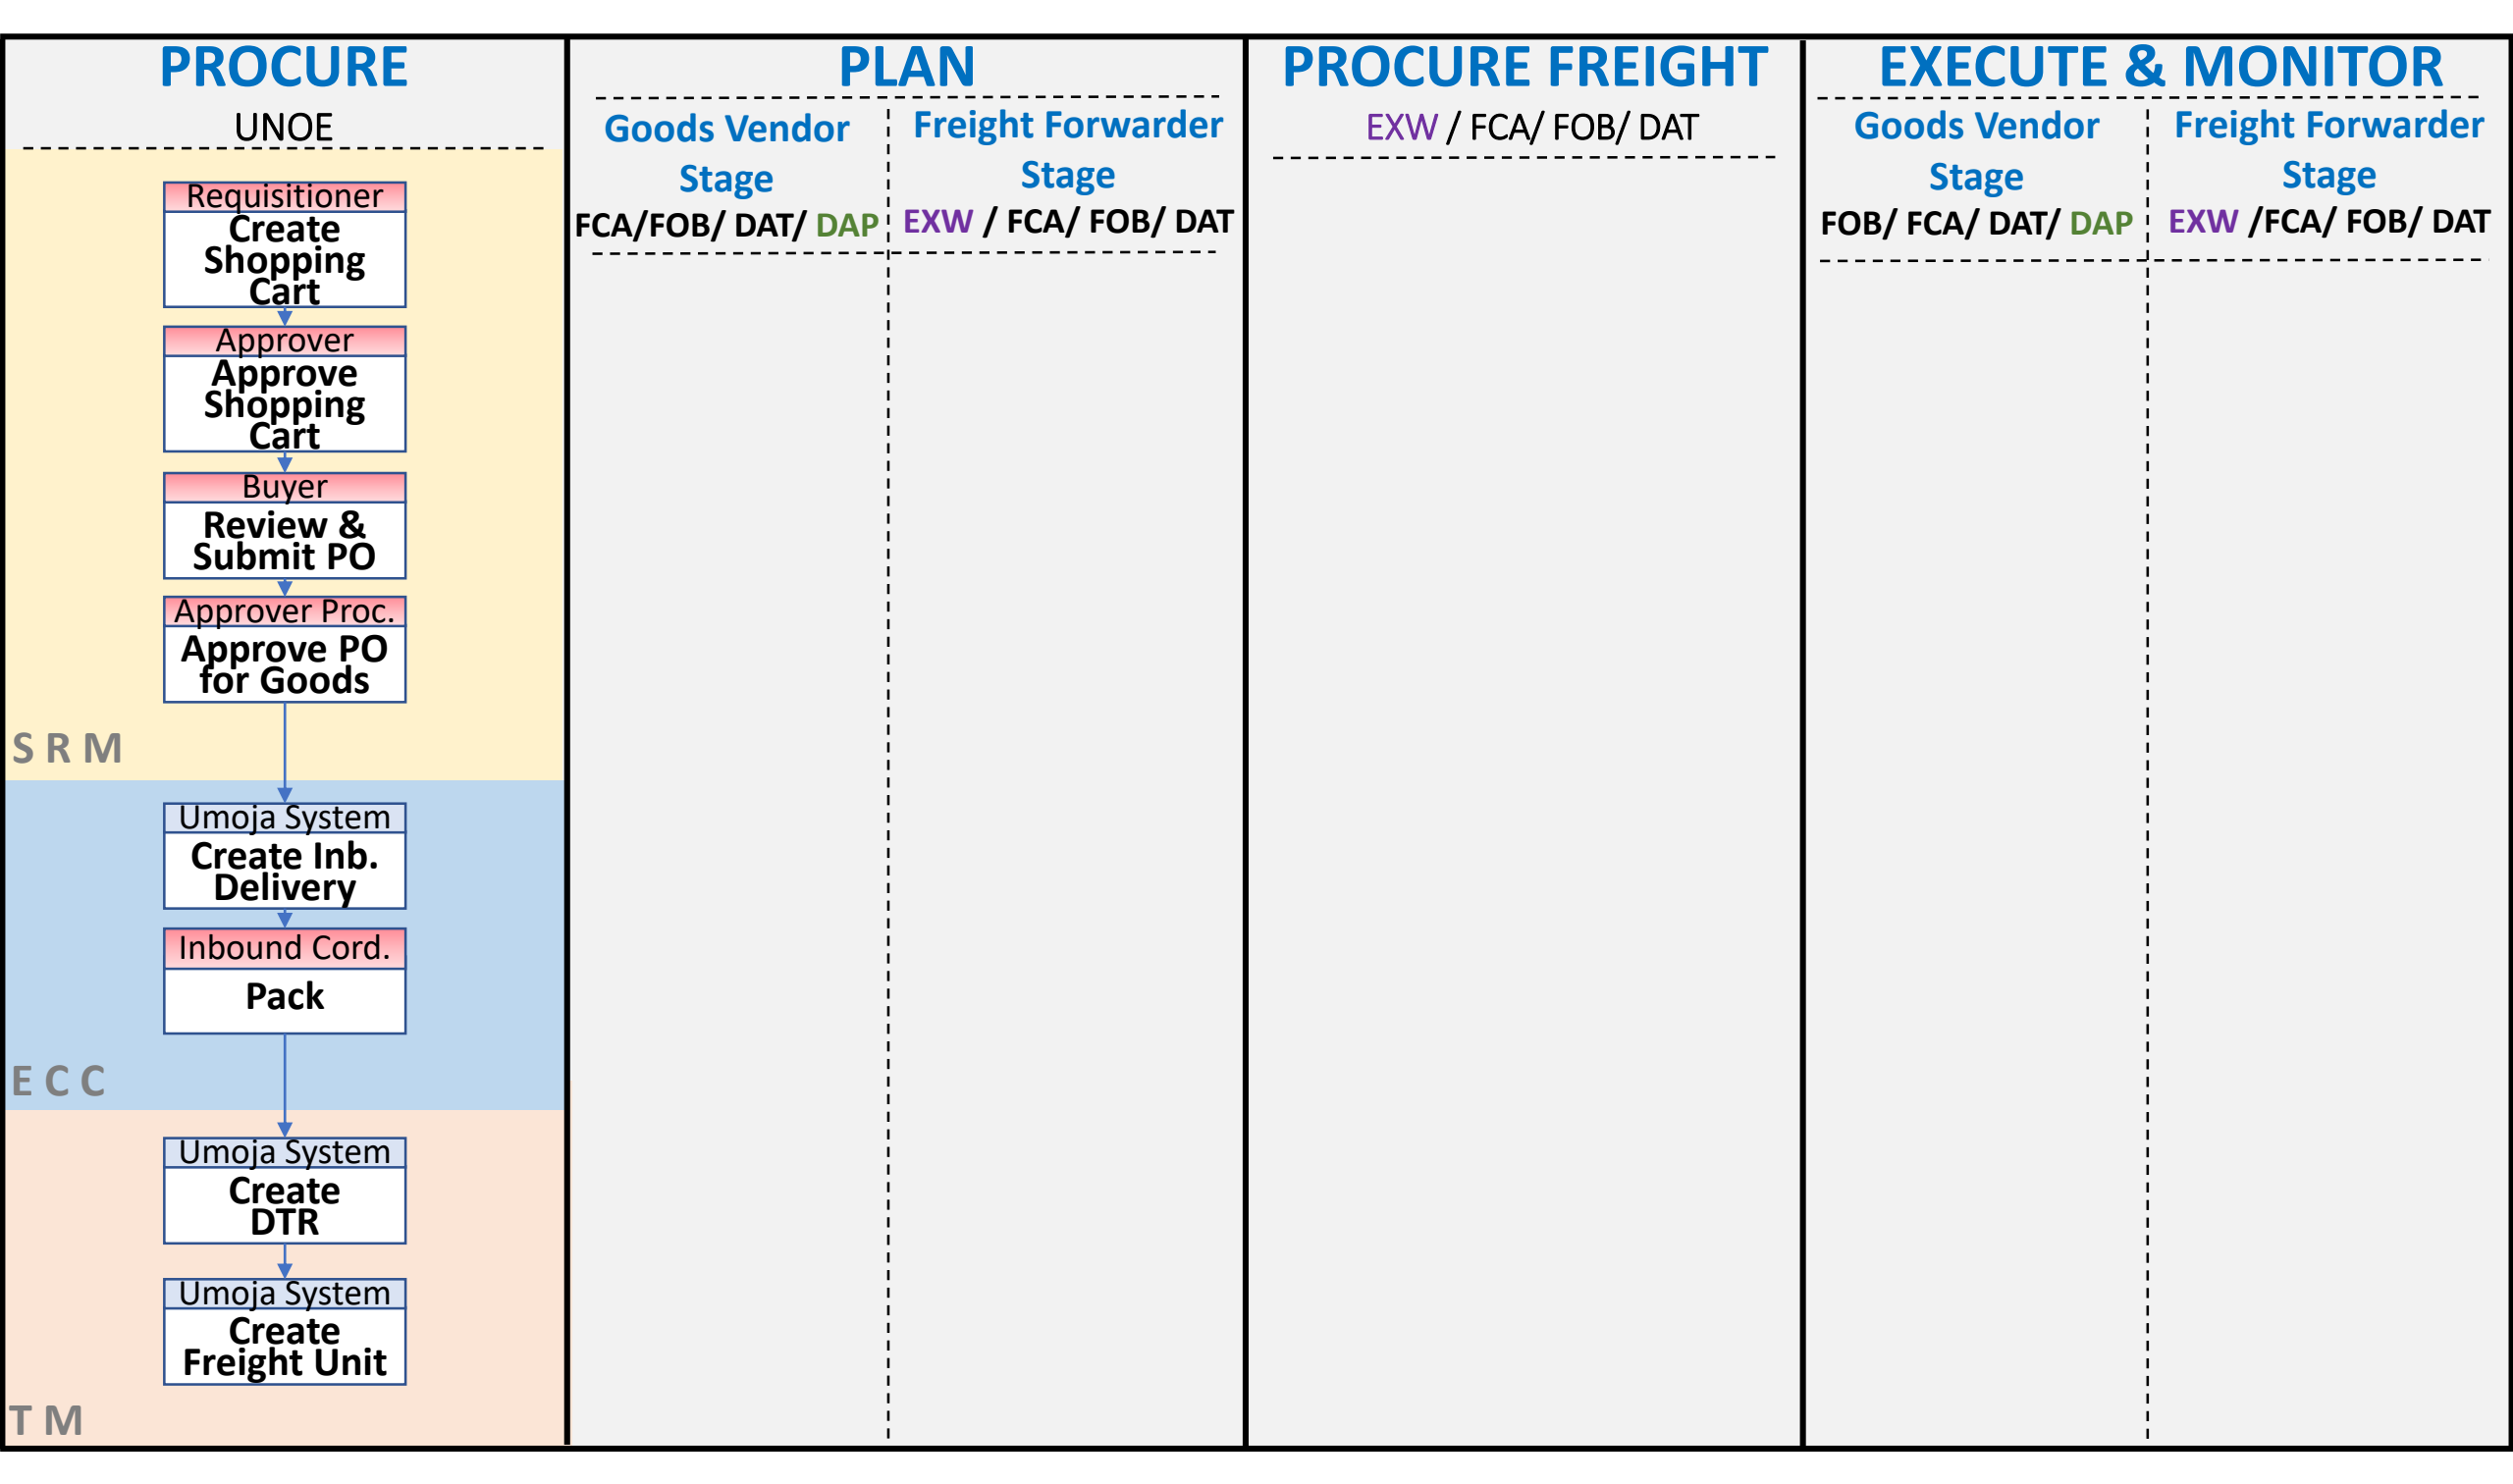 PROCURE
UNOE
Requisitioner
Create
Shopping
Cart
Approver
Approve
Shopping
Cart
Buyer
Review &
Submit PO
Approver Proc.
Approve PO
for Goods
S R M
Umoja System
Create Inb.
Delivery
Inbound Cord.
Pack
E C C
Umoja System
Create
DTR
Umoja System
Create
Freight Unit
T M
PLAN
Goods Vendor
Stage
FCA/FOB/ DAT/ DAP
Freight Forwarder
Stage
EXW / FCA/ FOB/ DAT
PROCURE FREIGHT
EXW / FCA/ FOB/ DAT
EXECUTE & MONITOR
Goods Vendor
Stage
FOB/ FCA/ DAT/ DAP
Freight Forwarder
Stage
EXW /FCA/ FOB/ DAT